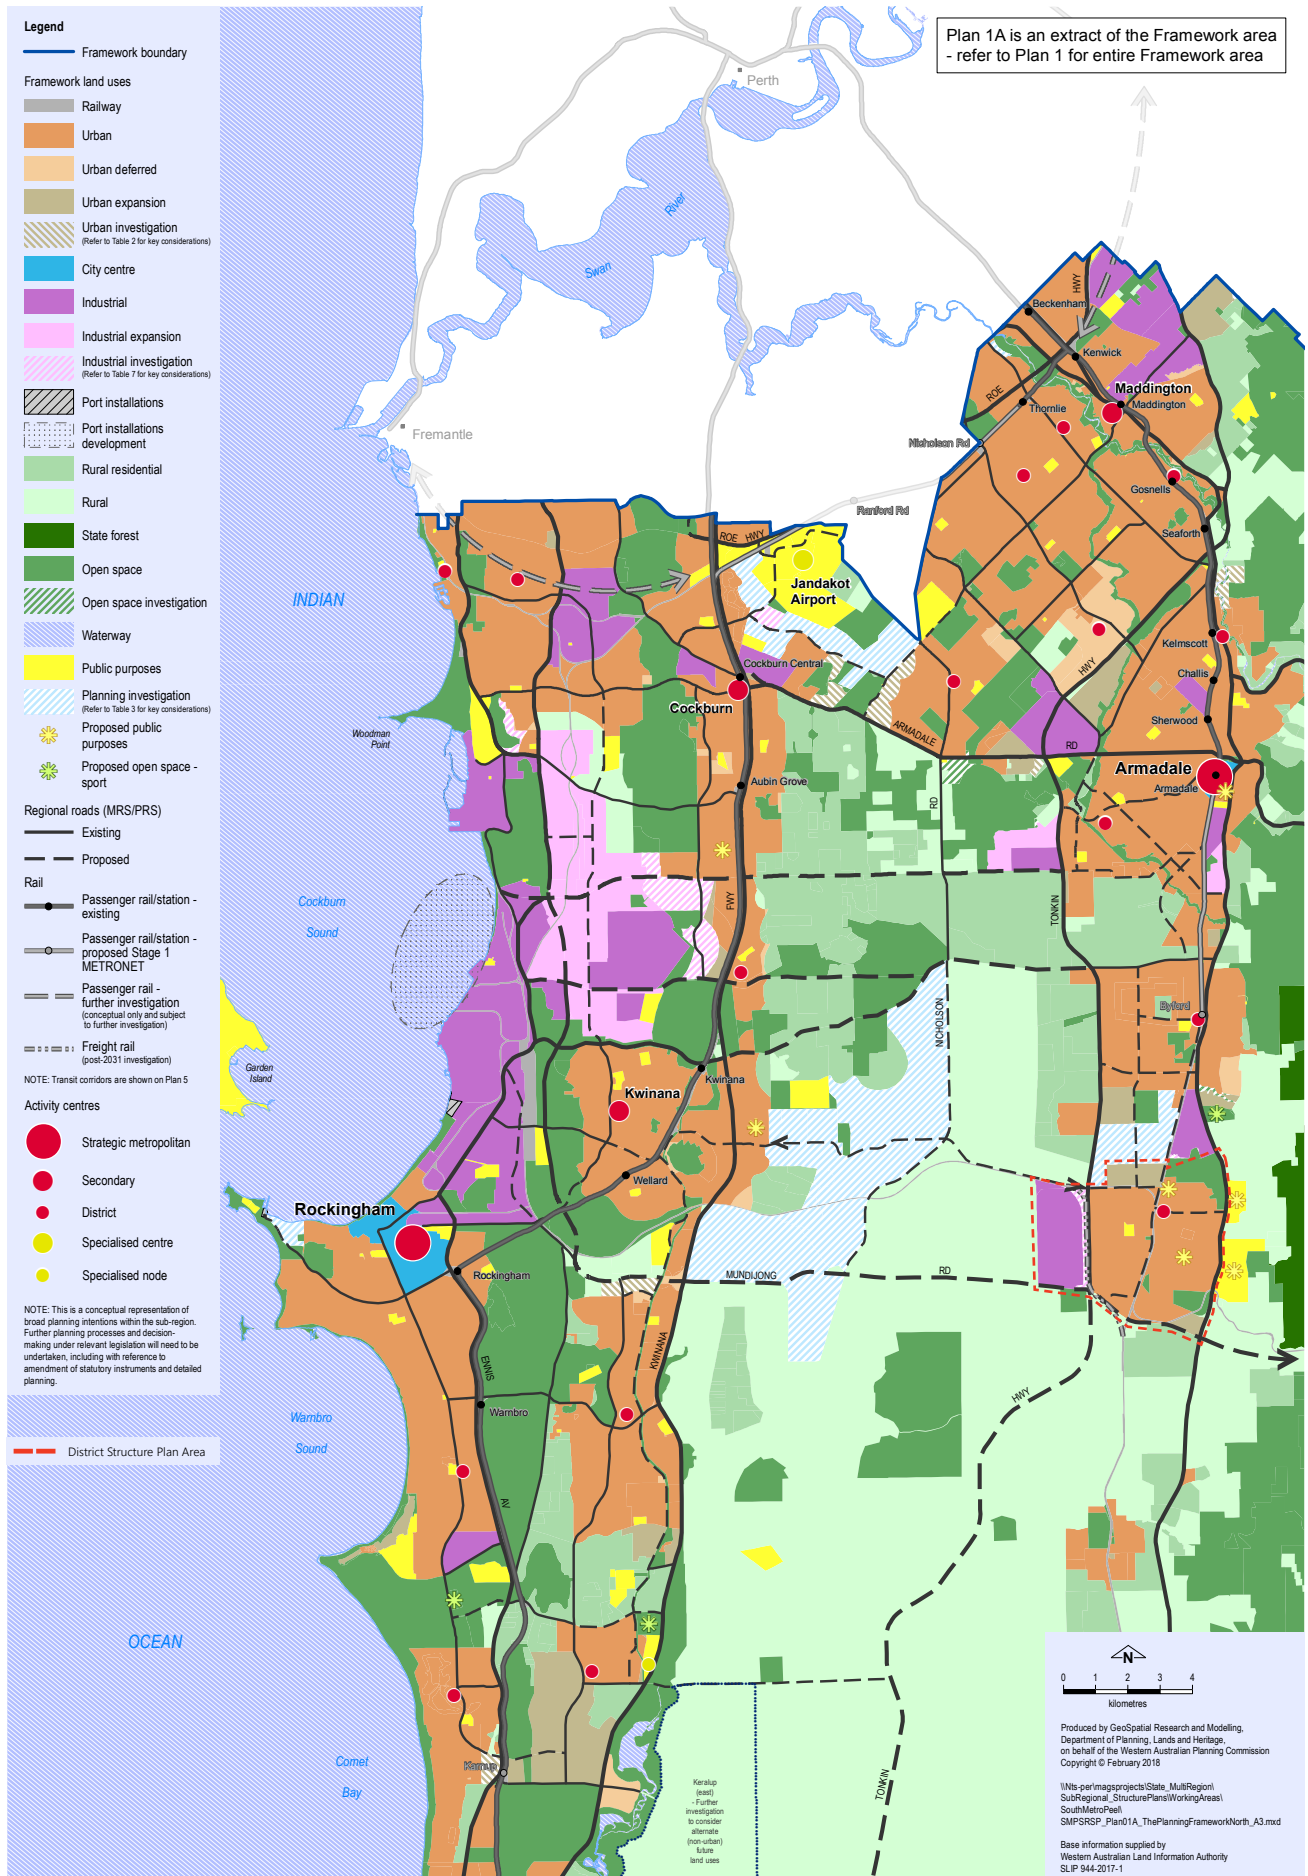 Legend
Framework boundary
Framework land uses
Railway
Urban
Urban deferred
Urban expansion
Urban investigation
(Refer to Table 2 for key considerations)
City centre
Industrial
Industrial expansion
Industrial investigation
(Refer to Table 7 for key considerations)
Port installations
Port installations
development
Rural residential
Rural
State forest
Open space
Open space investigation
Waterway
Public purposes
Planning investigation
(Refer to Table 3 for key considerations)
Proposed public
purposes
Proposed open space -
sport
Regional roads (MRS/PRS)
Existing
Proposed
Rail
Passenger rail/station -
existing
Passenger rail/station -
proposed Stage 1
METRONET
Passenger rail -
further investigation
(conceptual only and subject
to further investigation)
Freight rail
(post-2031 investigation)
NOTE: Transit corridors are shown on Plan 5
Activity centres
Strategic metropolitan
Secondary
District
Specialised centre
Specialised node
NOTE: This is a conceptual representation of
broad planning intentions within the sub-region.
Further planning processes and decision-
making under relevant legislation will need to be
undertaken, including with reference to
amendment of statutory instruments and detailed
planning.
District Structure Plan Area
Plan 1A is an extract of the Framework area
- refer to Plan 1 for entire Framework area
Perth
River
Swan
Fremantle
Beckenham
HWY
Kenwick
ROE
Maddington
Maddington
Thornlie
Nicholson Rd
Gosnells
Ranford Rd
Seaforth
ROE HWY
Jandakot
Airport
INDIAN
Kelmscott
Challis
HWY
Cockburn Central
Cockburn
Sherwood
Woodman
Point
ARMADALE
RD
Armadale
Armadale
Aubin Grove
RD
Cockburn
Sound
FWY
TONKIN
NICHOLSON
Byford
Garden
Island
Kwinana
Kwinana
Wellard
Rockingham
Rockingham
MUNDIJONG
RD
KWINANA
ENNIS
HWY
Warnbro
Warnbro
Sound
AV
OCEAN
Karnup
Comet
Bay
TONKIN
Keralup
(east)
- Further
investigation
to consider
alternate
(non-urban)
future
land uses
N
0 1 2 3 4
kilometres
Produced by GeoSpatial Research and Modelling,
Department of Planning, Lands and Heritage,
on behalf of the Western Australian Planning Commission
Copyright © February 2018
\\Nts-per\magsprojects\State_MultiRegion\
SubRegional_StructurePlans\WorkingAreas\
SouthMetroPeel\
SMPSRSP_Plan01A_ThePlanningFrameworkNorth_A3.mxd
Base information supplied by
Western Australian Land Information Authority
SLIP 944-2017-1